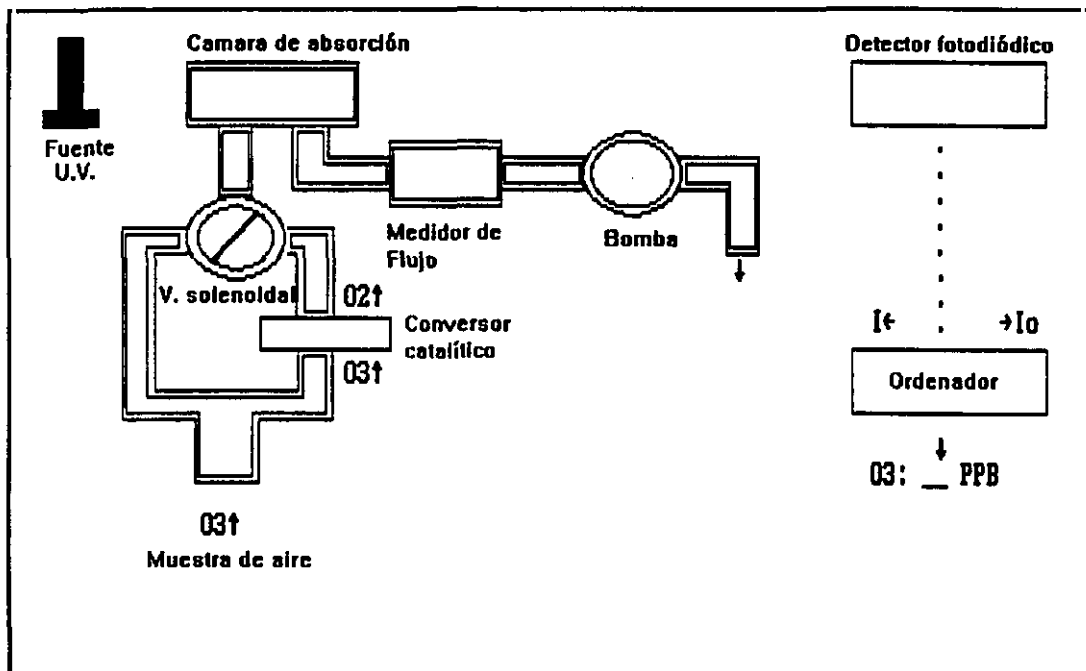 Camara de absorción
Detector fotodiódico
Fuente
U.V.
Medidor de
Flujo
Bomba
V. solenoidal
02↑
Conversor
catalítico
03↑
I← →Io
Ordenador
03: __ PPB
03↑
Muestra de aire